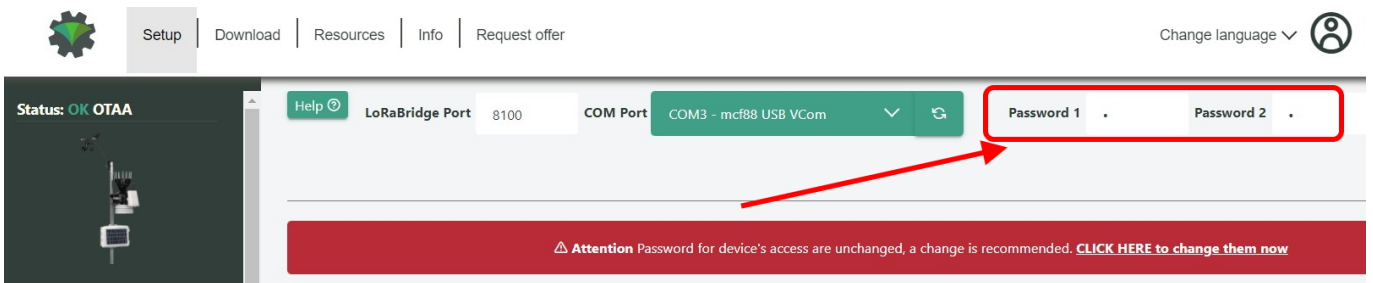 Setup Download Resources Info Request offer Change language
Status: OK OTAA
Help LoRaBridge Port 8100 COM Port COM3 - mcf88 USB VCom Password 1 . Password 2 .
Attention Password for device's access are unchanged, a change is recommended. CLICK HERE to change them now